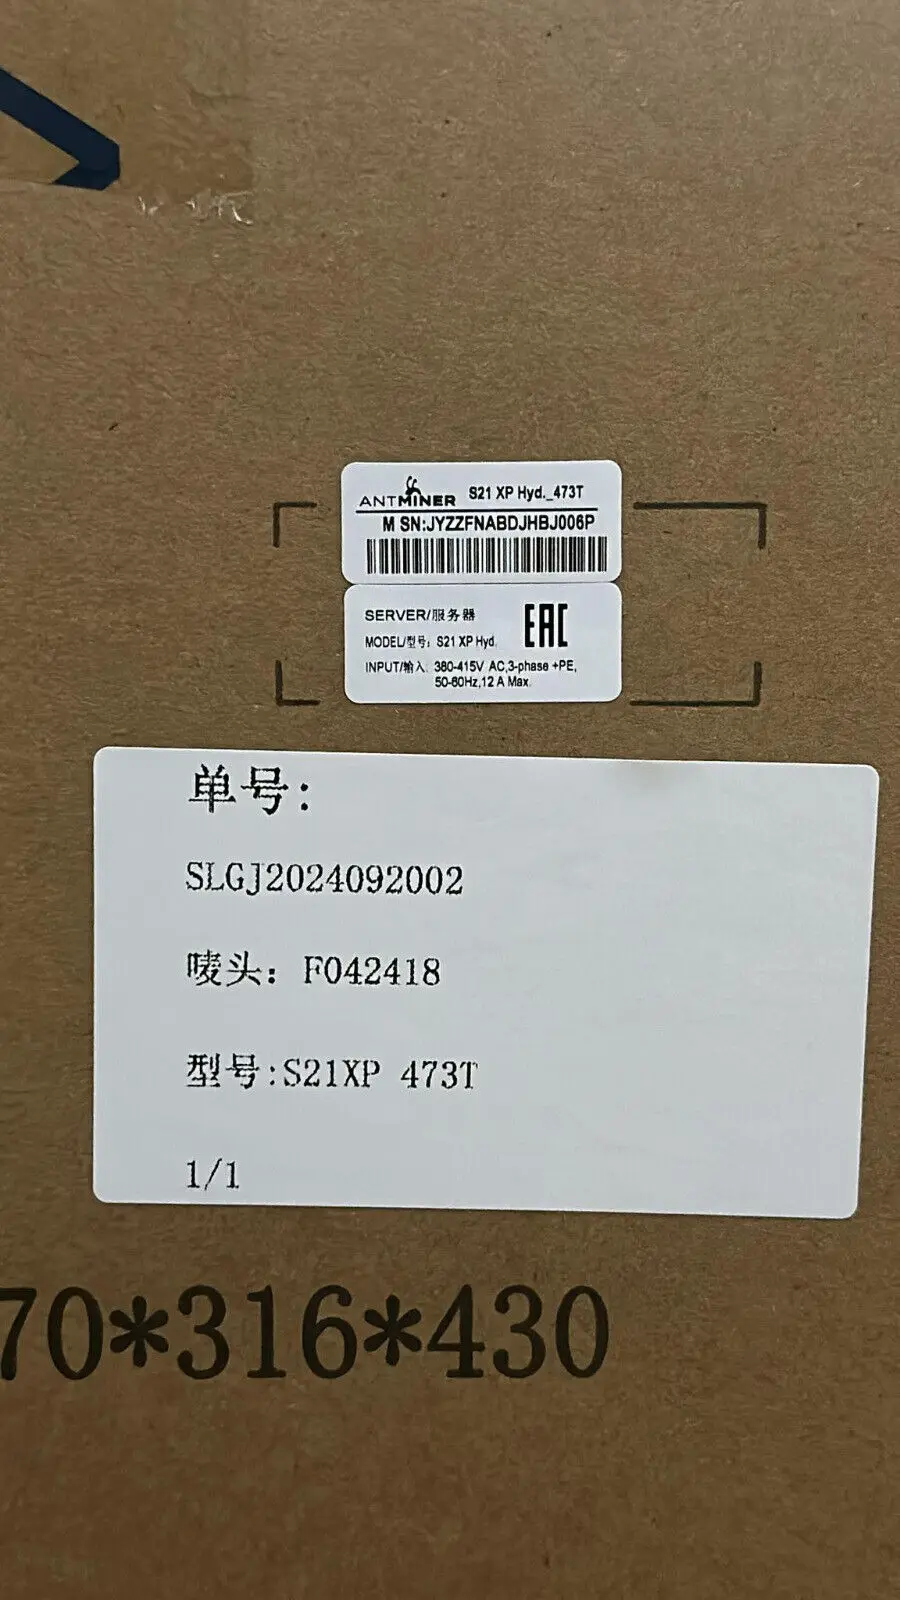 ANTMINER S21 XP Hyd._473T
M SN:JYZZFNABDJHBJ006P
SERVER/服务器
EAC
MODEL/型号: S21 XP Hyd.
INPUT/输入: 380-415V AC,3-phase +PE,
50-60Hz,12 A Max.
单号:
SLGJ2024092002
唛头: F042418
型号:S21XP 473T
1/1
70*316*430